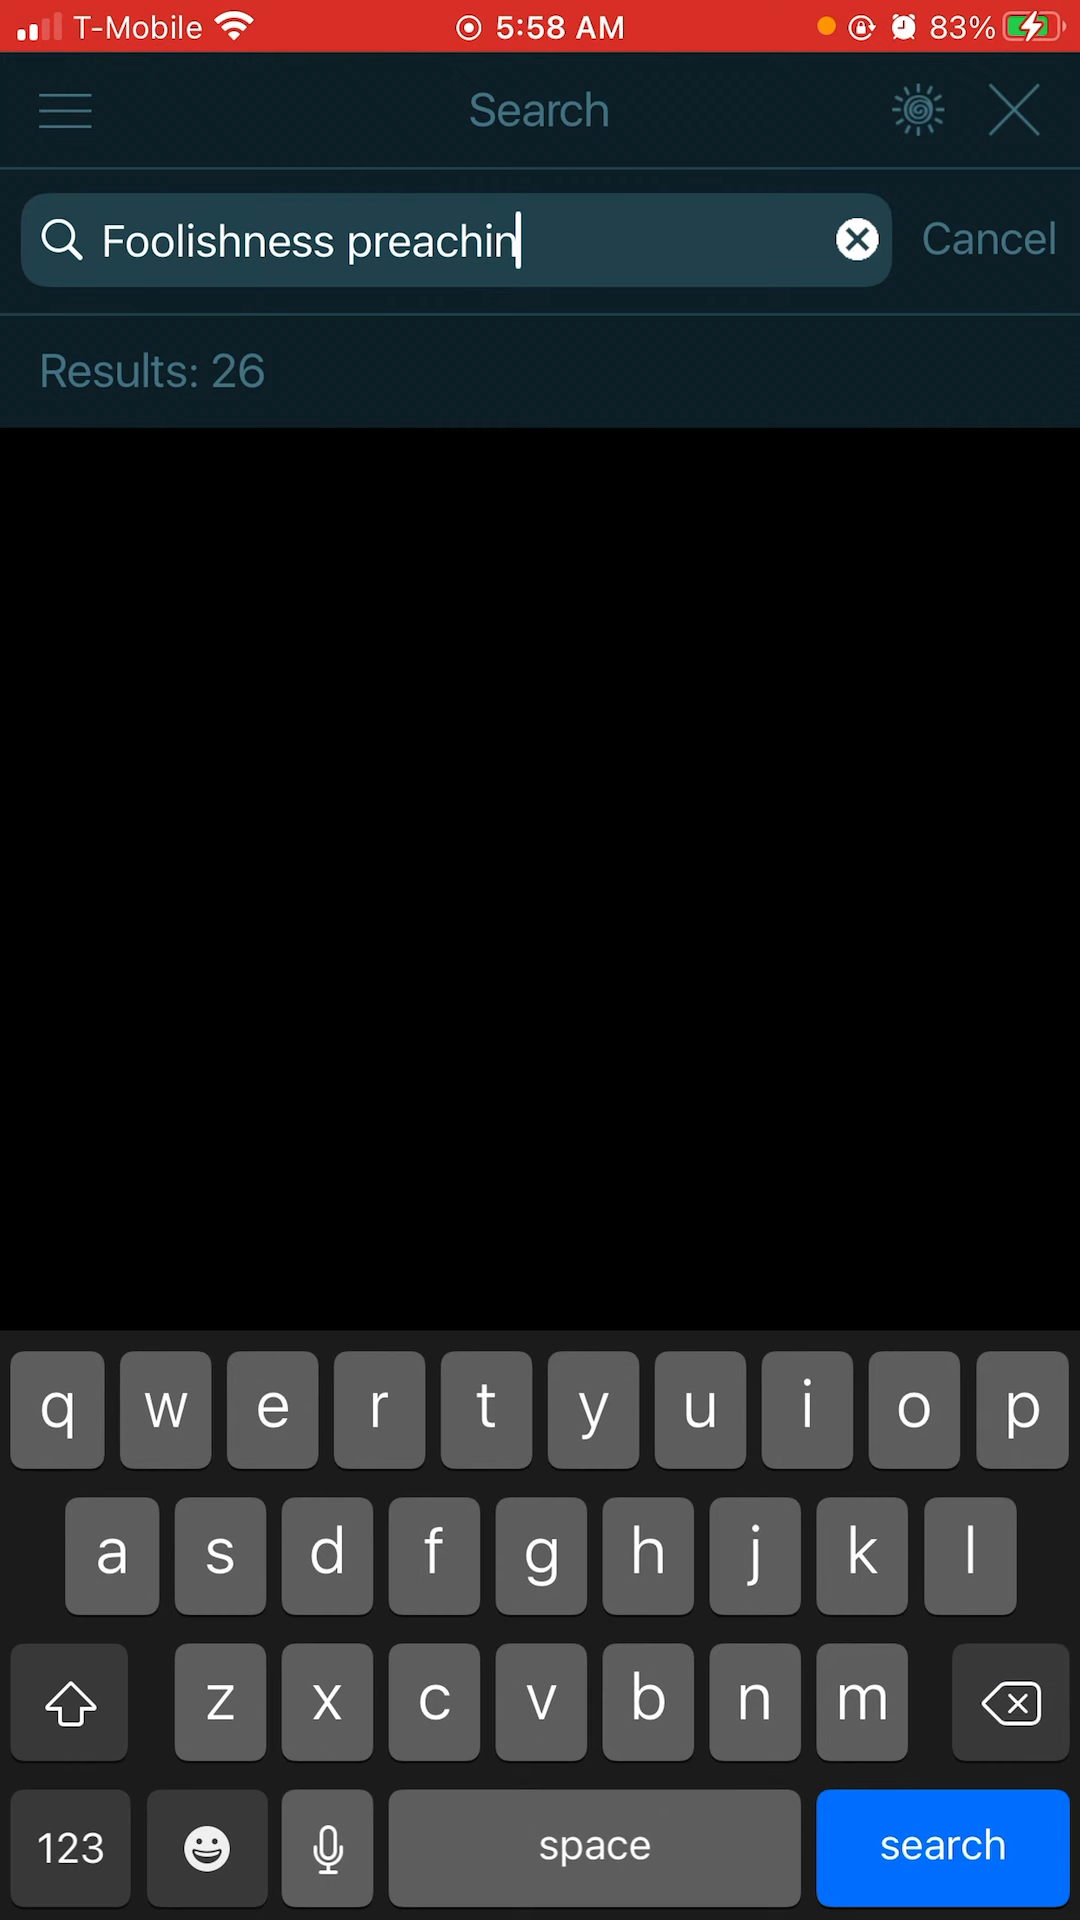 T-Mobile 5:58 AM 83%
Search
Foolishness preachin Cancel
Results: 26
q w e r t y u i o p
a s d f g h j k l
z x c v b n m
123 space search